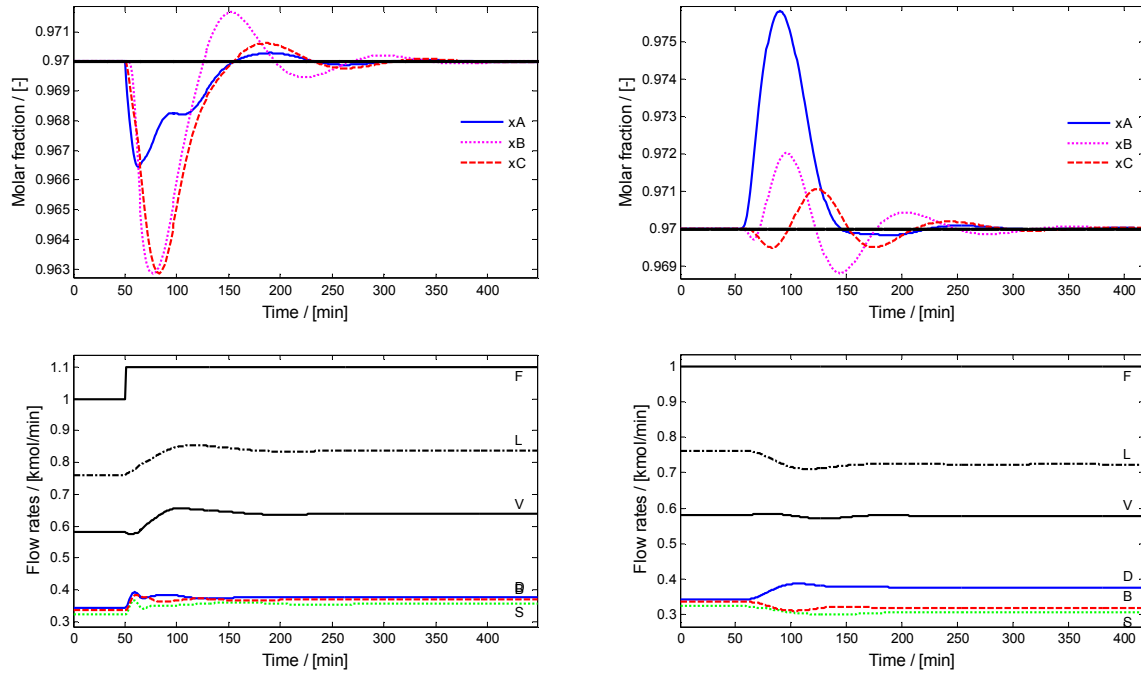 Molar fraction / [-]
0.971
0.97
0.969
0.968
0.967
0.966
0.965
0.964
0.963
xA
xB
xC
0 50 100 150 200 250 300 350 400
Time / [min]
Molar fraction / [-]
0.975
0.974
0.973
0.972
0.971
0.97
0.969
xA
xB
xC
0 50 100 150 200 250 300 350 400
Time / [min]
Flow rates / [kmol/min]
1.1
1
0.9
0.8
0.7
0.6
0.5
0.4
0.3
F
L
V
D
B
S
0 50 100 150 200 250 300 350 400
Time / [min]
Flow rates / [kmol/min]
1
0.9
0.8
0.7
0.6
0.5
0.4
0.3
F
L
V
D
B
S
0 50 100 150 200 250 300 350 400
Time / [min]